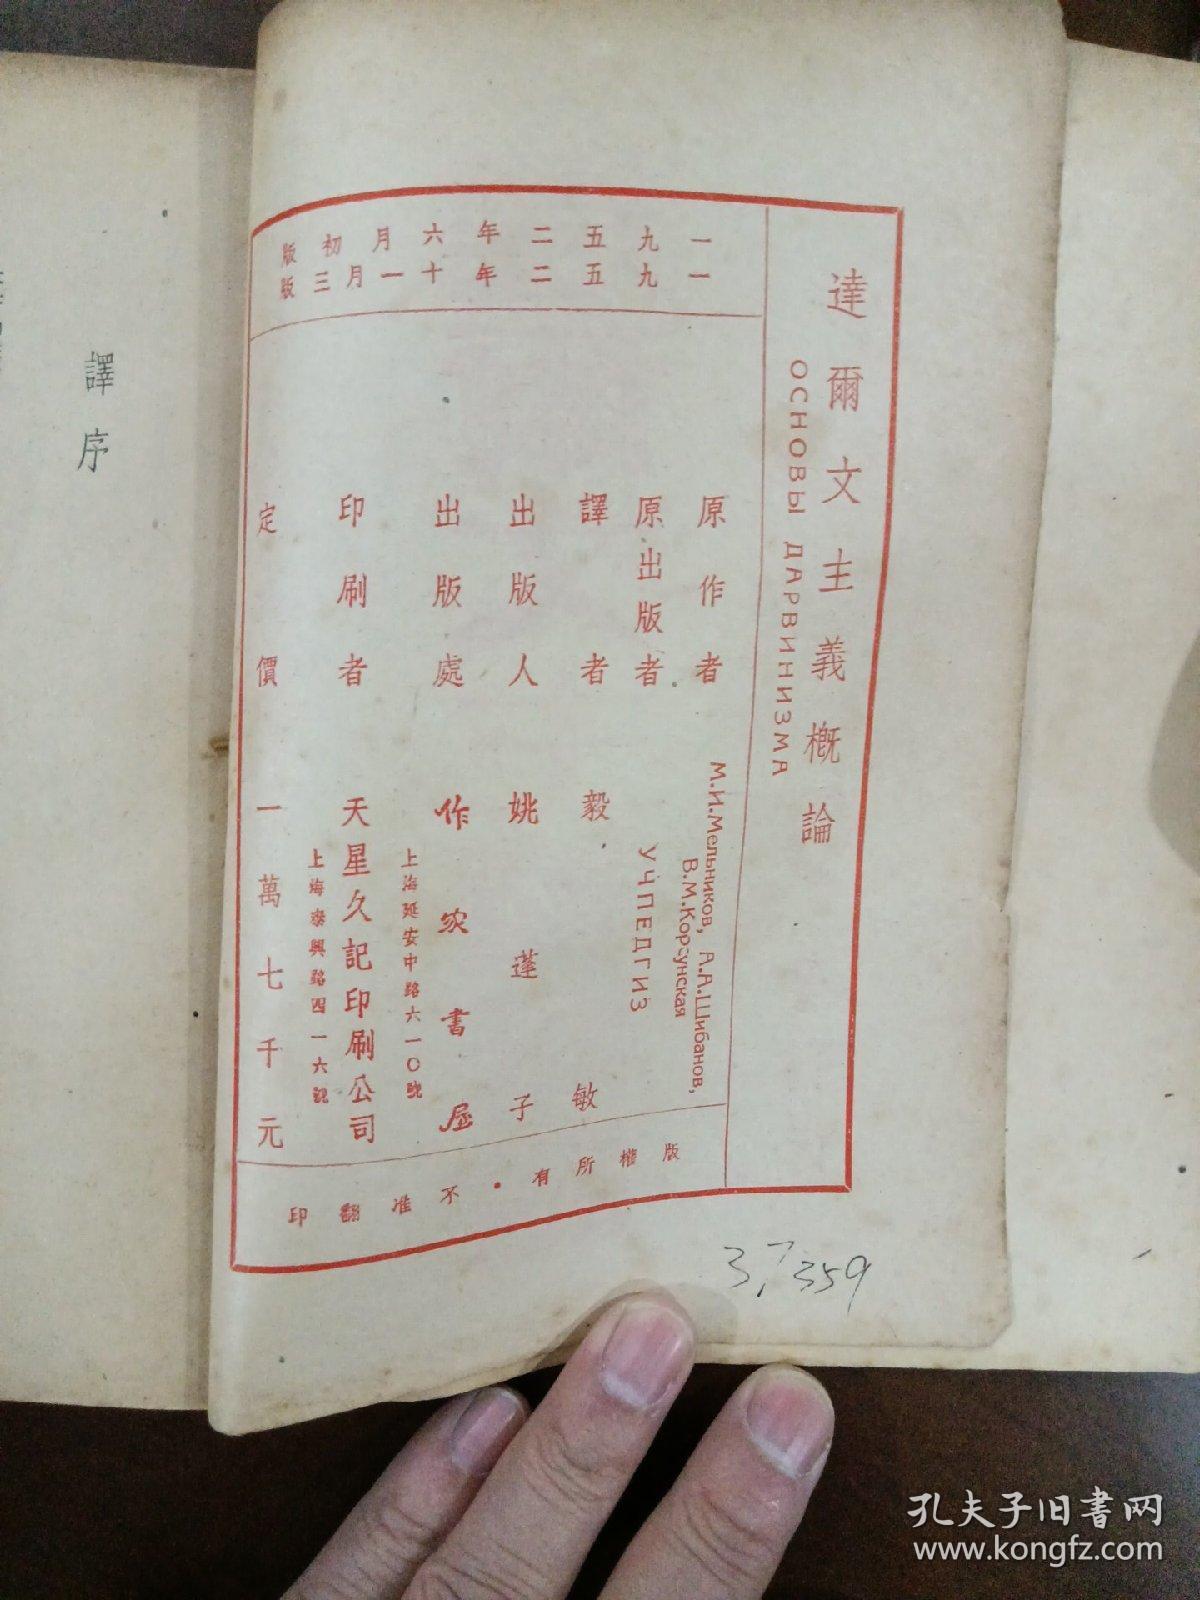 達爾文主義概論
ОСНОВЫ ДАРВИНИЗМА
一九五二年六月初版
一九五二年十一月三版
原作者 М.И.Мельников, А.А.Шибанов,
В.М.Корсунская
原出版者 УЧПЕДГИЗ
譯者 毅敏
出版人 姚蓬子
出版處 作家書屋
上海延安中路六一〇號
印刷者 天星久記印刷公司
上海泰興路四一六號
定價 一萬七千元
版權所有・不准翻印
3,7359
譯序
孔夫子旧书网
www.kongfz.com